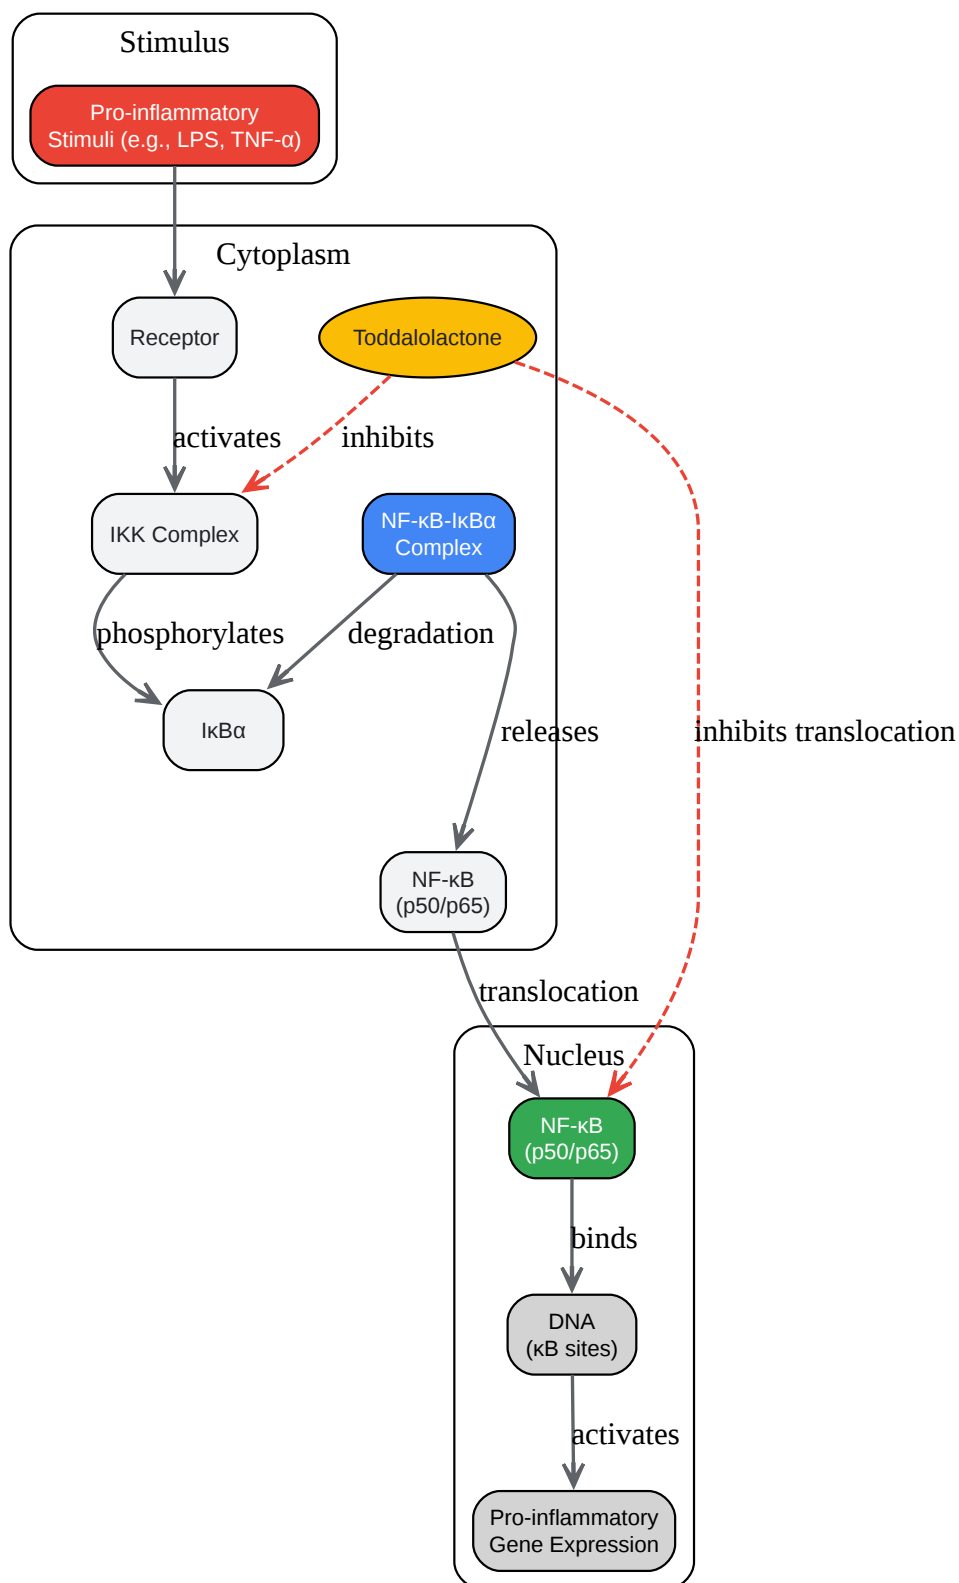 Stimulus
Pro-inflammatory
Stimuli (e.g., LPS, TNF-α)
Cytoplasm
Receptor
Toddalolactone
activates
inhibits
IKK Complex
NF-κB-IκBα
Complex
phosphorylates
degradation
IκBα
releases
inhibits translocation
NF-κB
(p50/p65)
translocation
Nucleus
NF-κB
(p50/p65)
binds
DNA
(κB sites)
activates
Pro-inflammatory
Gene Expression